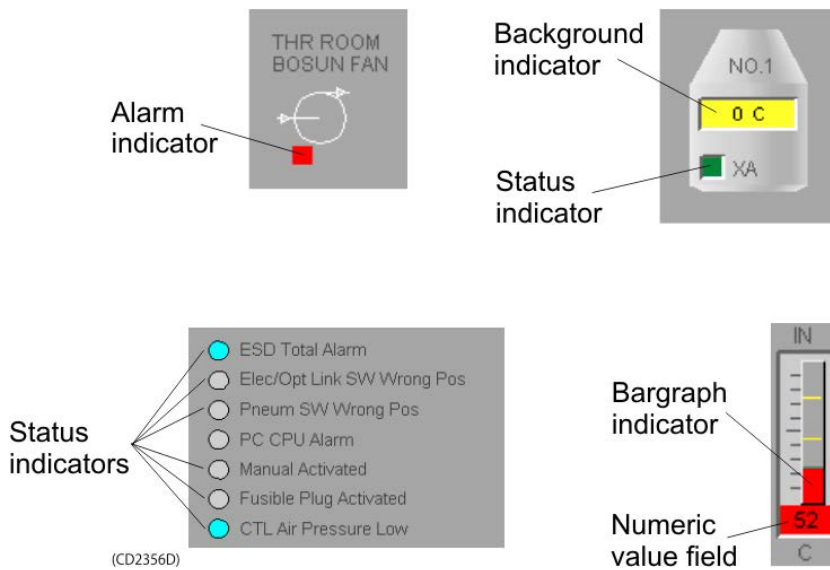 THR ROOM
BOSUN FAN
Alarm
indicator
Background
indicator
NO.1
0 C
XA
Status
indicator
ESD Total Alarm
Elec/Opt Link SW Wrong Pos
Pneum SW Wrong Pos
PC CPU Alarm
Manual Activated
Fusible Plug Activated
CTL Air Pressure Low
Status
indicators
(CD2356D)
IN
Bargraph
indicator
52
Numeric
value field
C